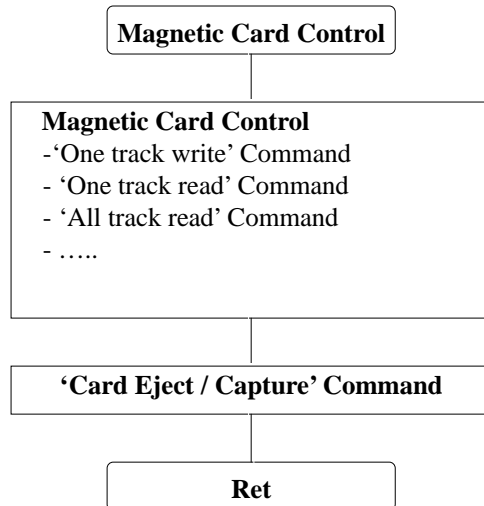 Magnetic Card Control
Magnetic Card Control
-‘One track write’ Command
- ‘One track read’ Command
- ‘All track read’ Command
- …..
‘Card Eject / Capture’ Command
Ret